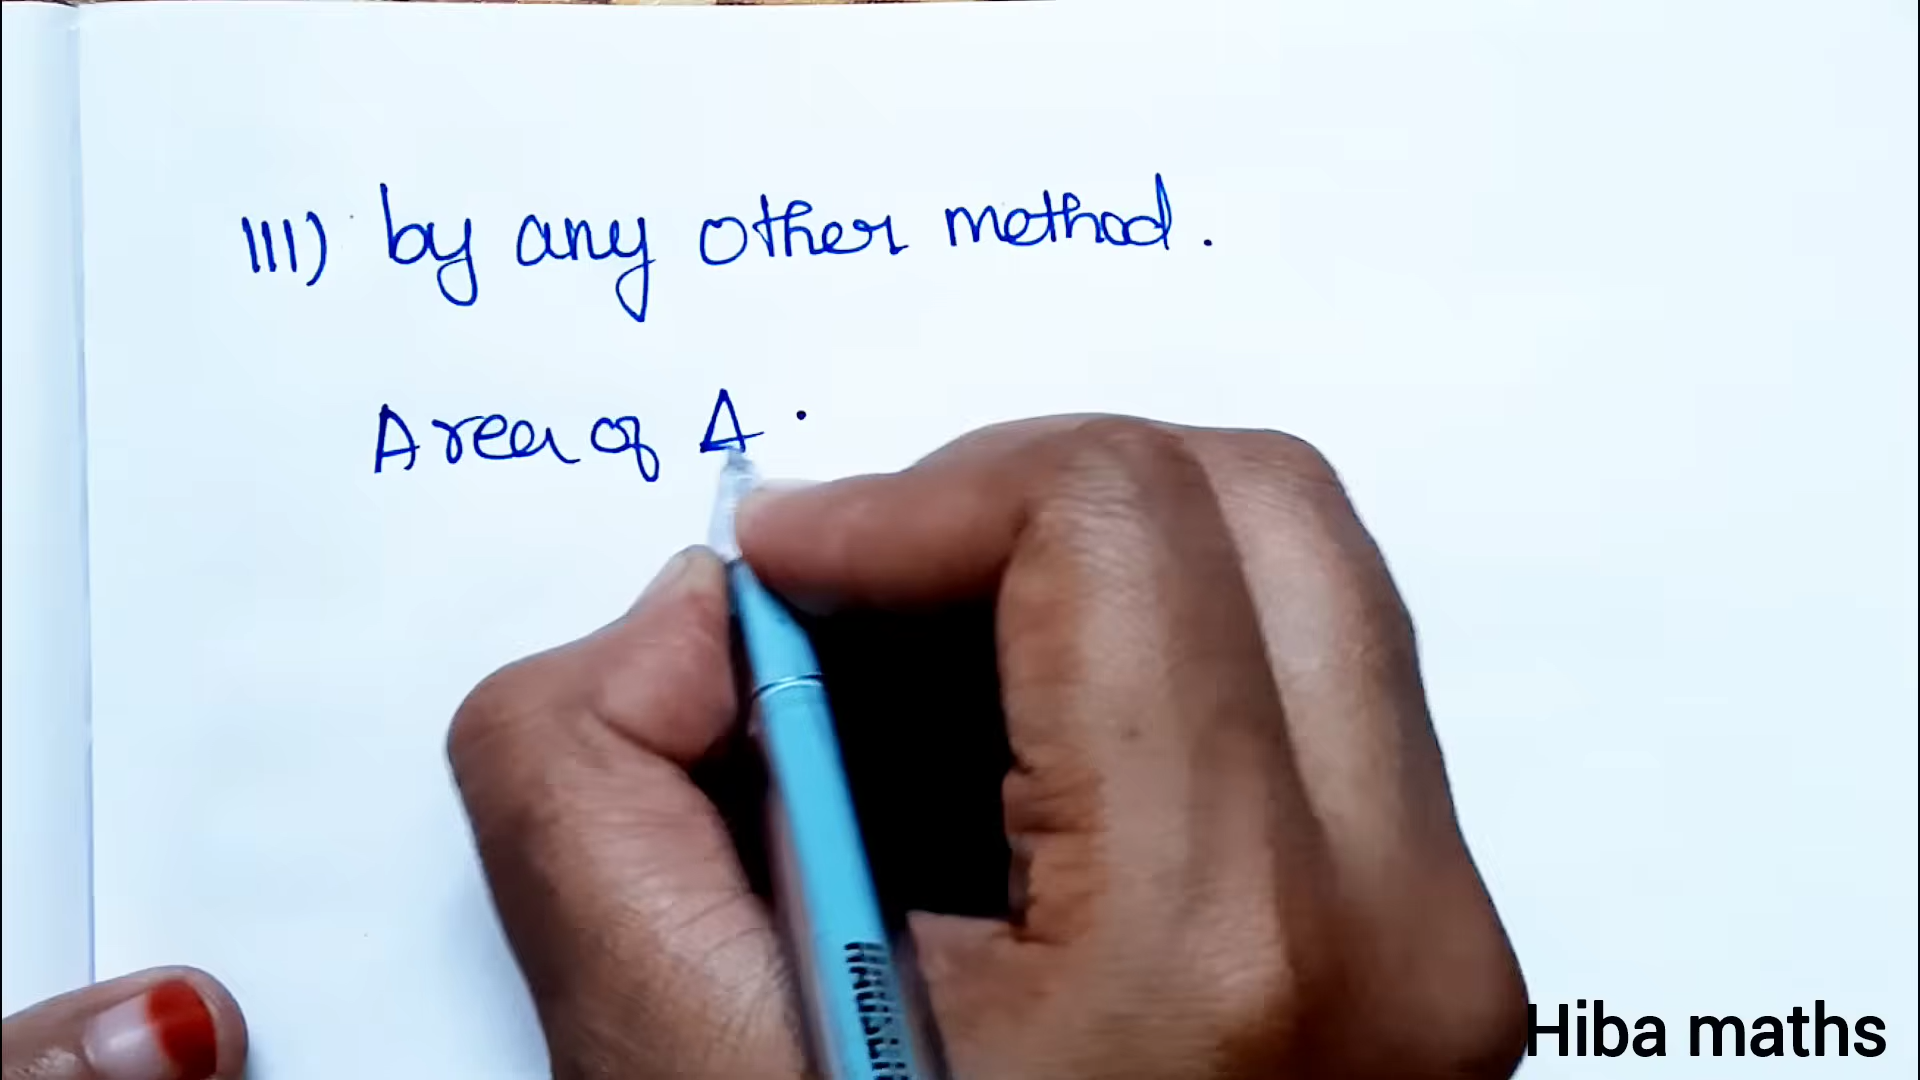 III) by any other method.
Area of Δ
Hiba maths